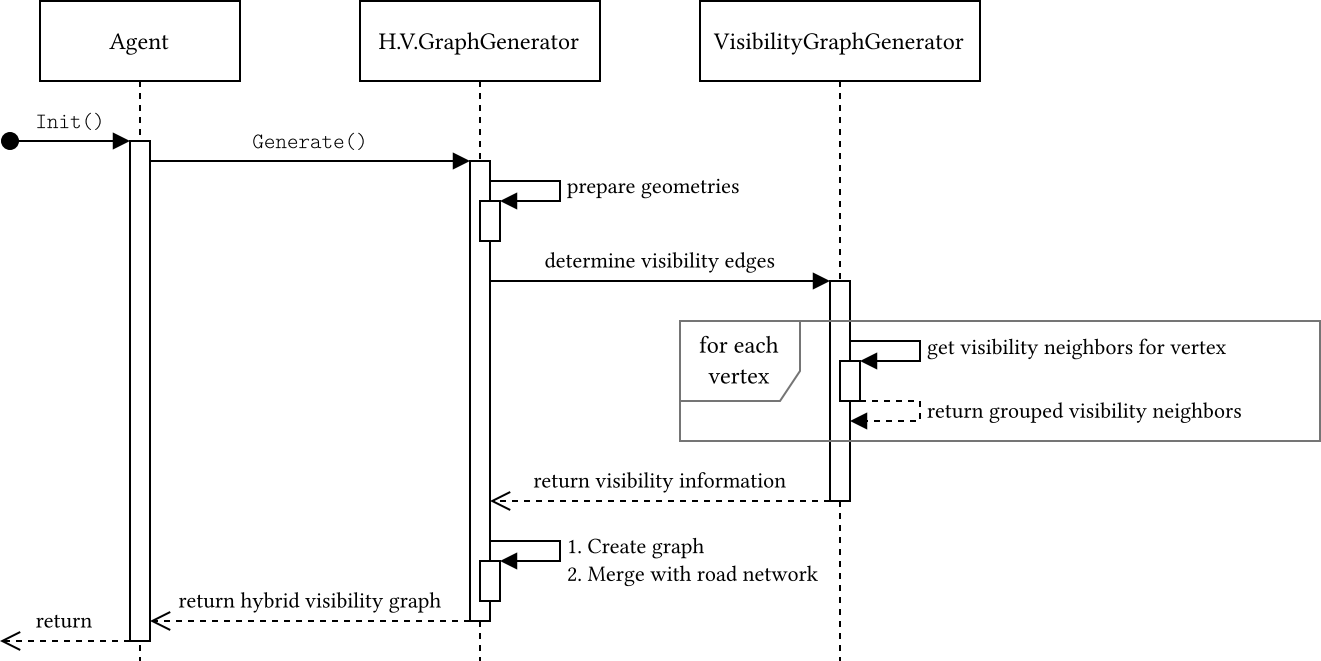 Agent
H.V.GraphGenerator
VisibilityGraphGenerator
Init()
Generate()
prepare geometries
determine visibility edges
for each
vertex
get visibility neighbors for vertex
return grouped visibility neighbors
return visibility information
1. Create graph
2. Merge with road network
return hybrid visibility graph
return